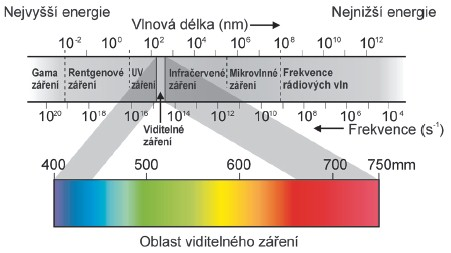 Nejvyšší energie Nejnižší energie
Vlnová délka (nm)
10-2 100 102 104 106 108 1010 1012
Gama záření
Rentgenové záření
UV záření
Infračervené záření
Mikrovlnné záření
Frekvence rádiových vln
1020 1018 1016 1014 1012 1010 108 106 104
Viditelné záření
Frekvence (s-1)
400 500 600 700 750mm
Oblast viditelného záření